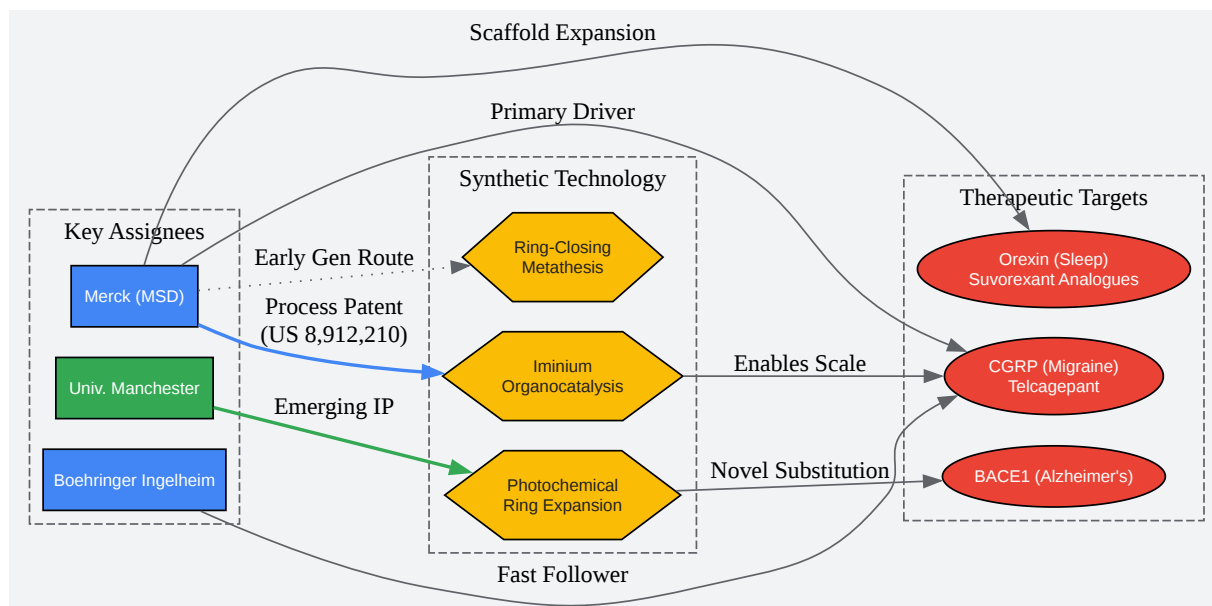 Scaffold Expansion
Primary Driver
Synthetic Technology
Therapeutic Targets
Key Assignees
Ring-Closing
Metathesis
Early Gen Route
Orexin (Sleep)
Suvorexant Analogues
Merck (MSD)
Process Patent
(US 8,912,210)
Iminium
Organocatalysis
Enables Scale
CGRP (Migraine)
Telcagepant
Univ. Manchester
Emerging IP
Boehringer Ingelheim
Photochemical
Ring Expansion
Novel Substitution
BACE1 (Alzheimer's)
Fast Follower